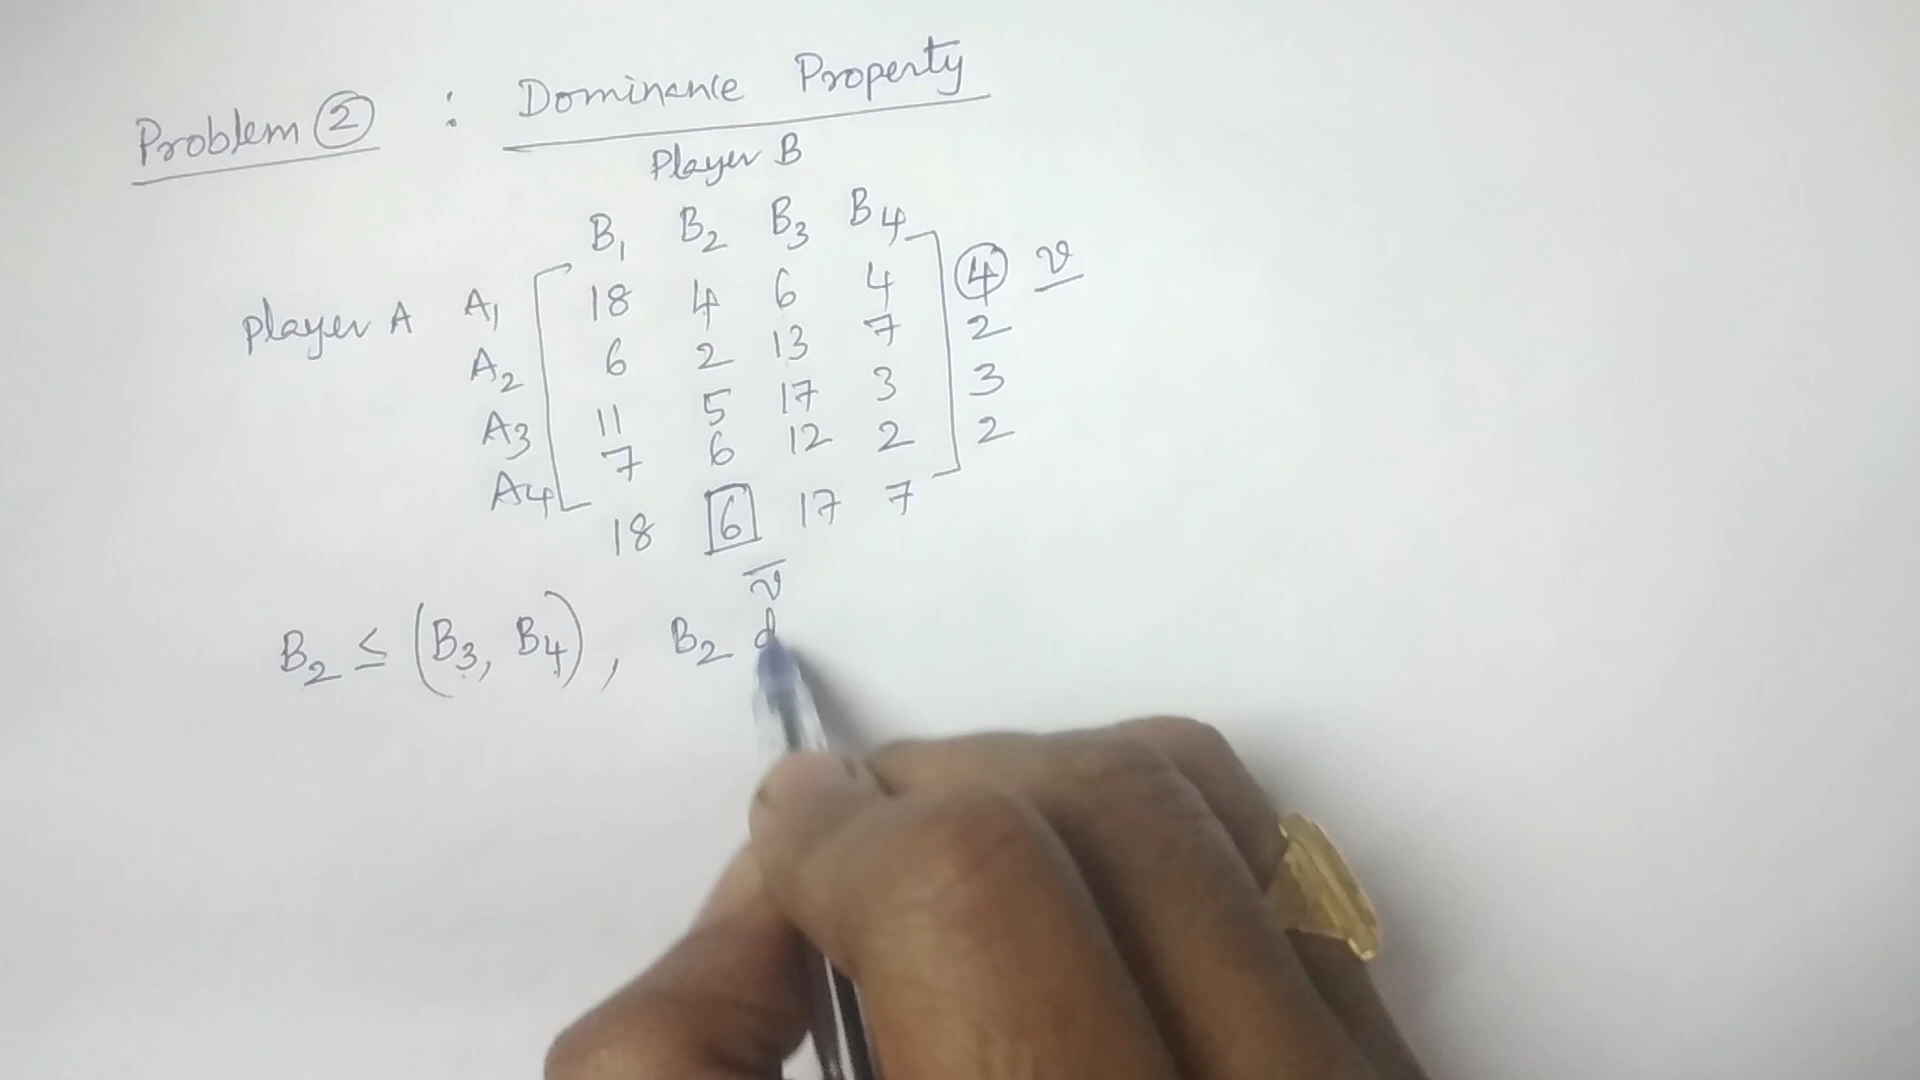 Problem ② : Dominance Property
Player B
B₁ B₂ B₃ B₄
Player A A₁ 18 4 6 4 ④ v
A₂ 6 2 13 7 2
A₃ 11 5 17 3 3
A₄ 7 6 12 2 2
18 6 17 7
v̅
B₂ ≤ (B₃, B₄), B₂ d